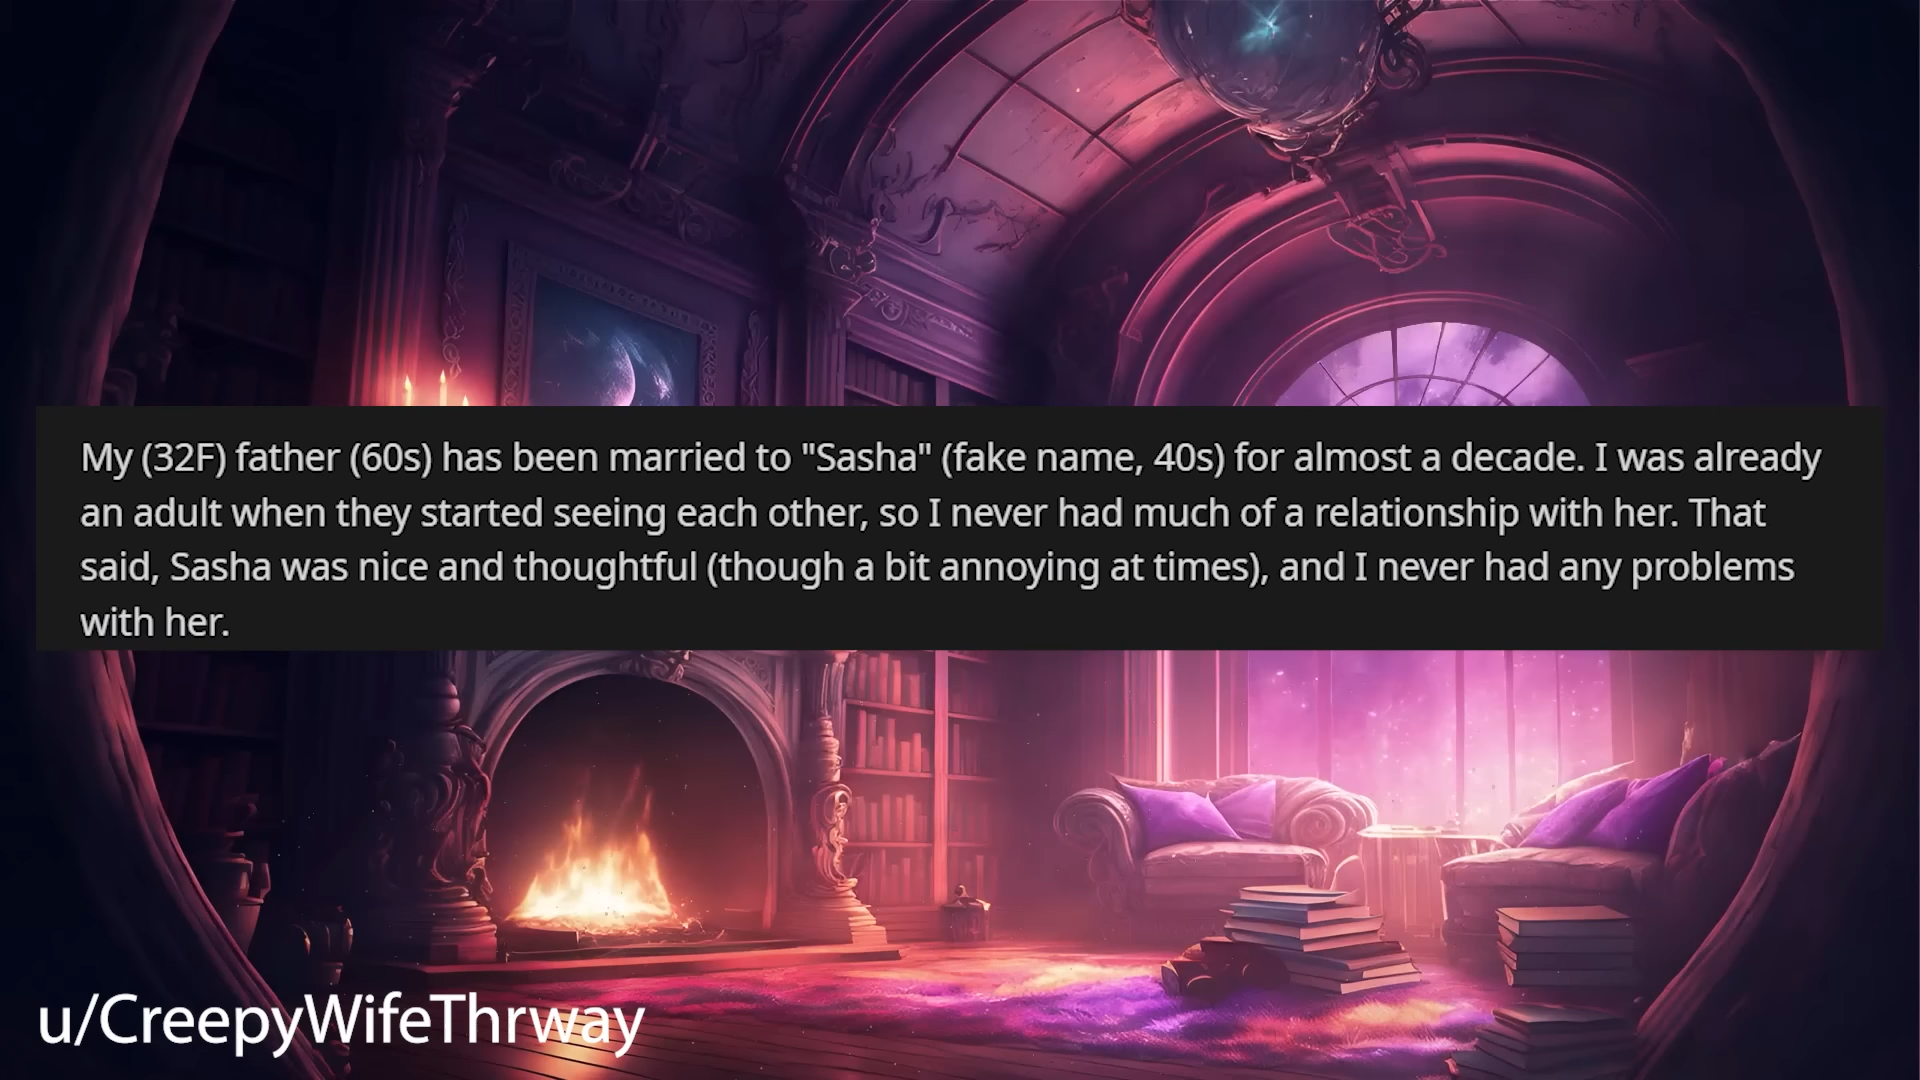 My (32F) father (60s) has been married to "Sasha" (fake name, 40s) for almost a decade. I was already
an adult when they started seeing each other, so I never had much of a relationship with her. That
said, Sasha was nice and thoughtful (though a bit annoying at times), and I never had any problems
with her.
u/CreepyWifeThrway